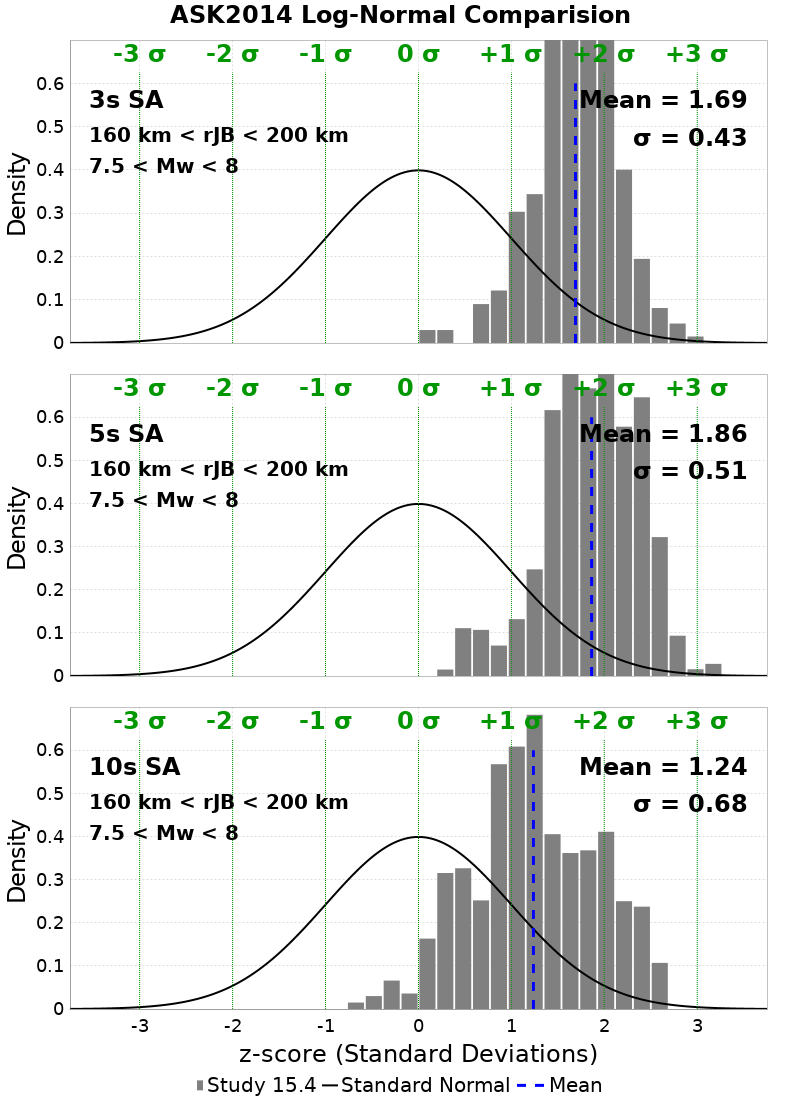 ASK2014 Log-Normal Comparision
-3 σ -2 σ -1 σ 0 σ +1 σ +2 σ +3 σ
3s SA
Mean = 1.69
160 km < rJB < 200 km
σ = 0.43
7.5 < Mw < 8
0.6
0.5
0.4
0.3
0.2
0.1
0
Density
-3 σ -2 σ -1 σ 0 σ +1 σ +2 σ +3 σ
5s SA
Mean = 1.86
160 km < rJB < 200 km
σ = 0.51
7.5 < Mw < 8
0.6
0.5
0.4
0.3
0.2
0.1
0
Density
-3 σ -2 σ -1 σ 0 σ +1 σ +2 σ +3 σ
10s SA
Mean = 1.24
160 km < rJB < 200 km
σ = 0.68
7.5 < Mw < 8
0.6
0.5
0.4
0.3
0.2
0.1
0
Density
-3 -2 -1 0 1 2 3
z-score (Standard Deviations)
Study 15.4 Standard Normal Mean